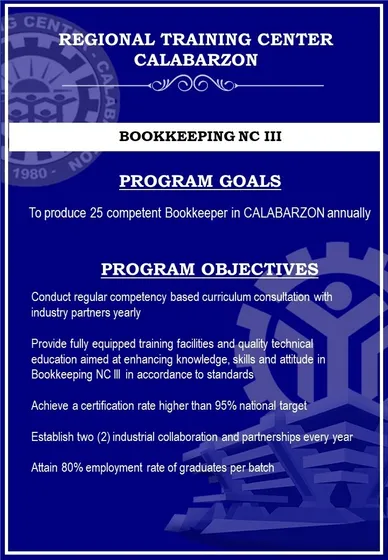 REGIONAL TRAINING CENTER
CALABARZON
NG CENTER - CALABARZON
- 1980 -
BOOKKEEPING NC III
PROGRAM GOALS
To produce 25 competent Bookkeeper in CALABARZON annually
PROGRAM OBJECTIVES
Conduct regular competency based curriculum consultation with
industry partners yearly
Provide fully equipped training facilities and quality technical
education aimed at enhancing knowledge, skills and attitude in
Bookkeeping NC III in accordance to standards
Achieve a certification rate higher than 95% national target
Establish two (2) industrial collaboration and partnerships every year
Attain 80% employment rate of graduates per batch